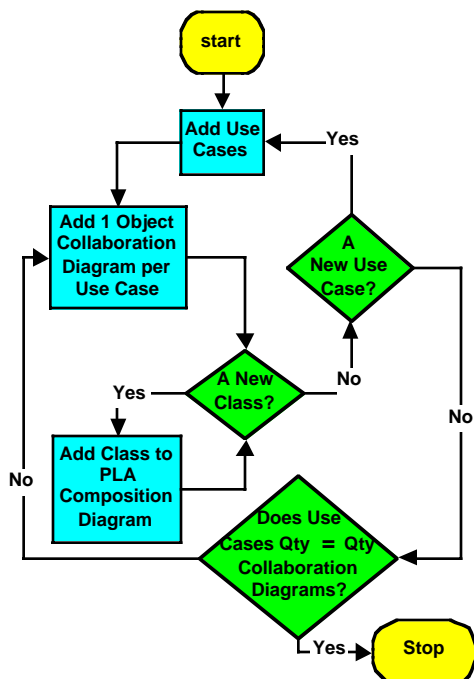 start
Add Use
Cases
Yes
Add 1 Object
Collaboration
Diagram per
Use Case
A
New Use
Case?
A New
Class?
Yes
No
No
Add Class to
PLA
Composition
Diagram
No
Does Use
Cases Qty = Qty
Collaboration
Diagrams?
Yes
Stop